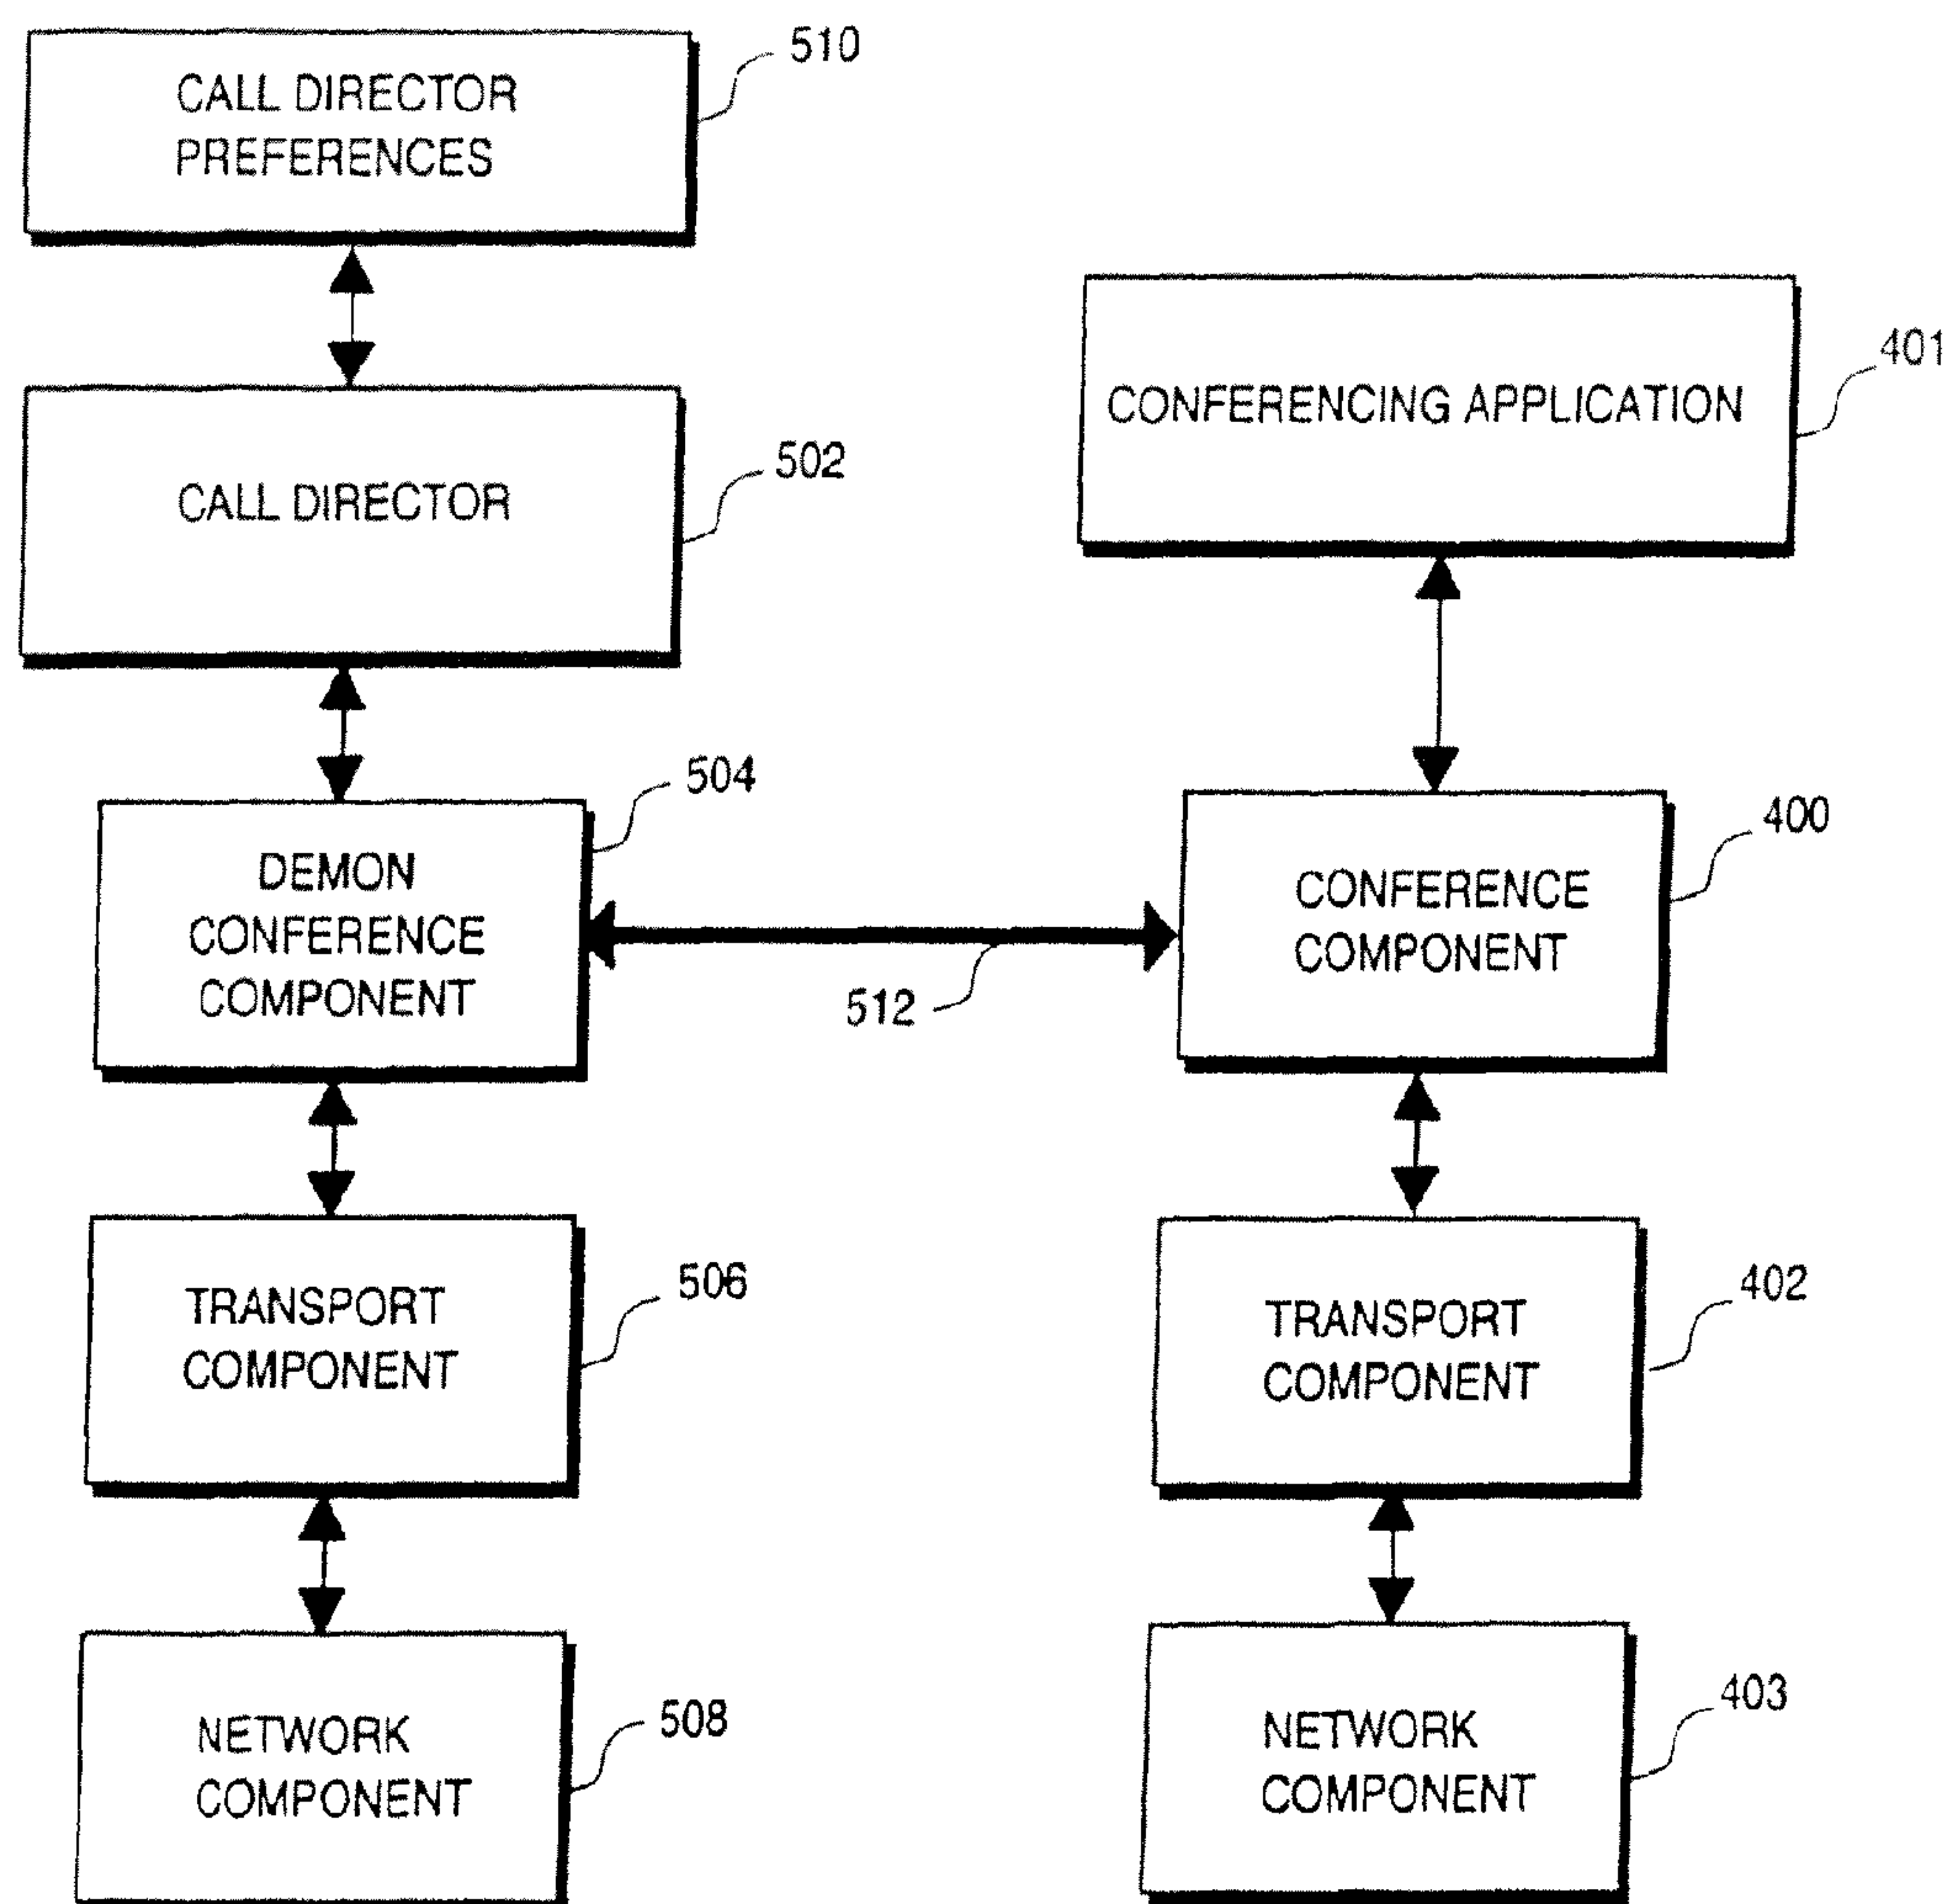 510
CALL DIRECTOR
PREFERENCES
401
CONFERENCING APPLICATION
502
CALL DIRECTOR
504
DEMON
CONFERENCE
COMPONENT
400
CONFERENCE
COMPONENT
512
506
TRANSPORT
COMPONENT
402
TRANSPORT
COMPONENT
508
NETWORK
COMPONENT
403
NETWORK
COMPONENT